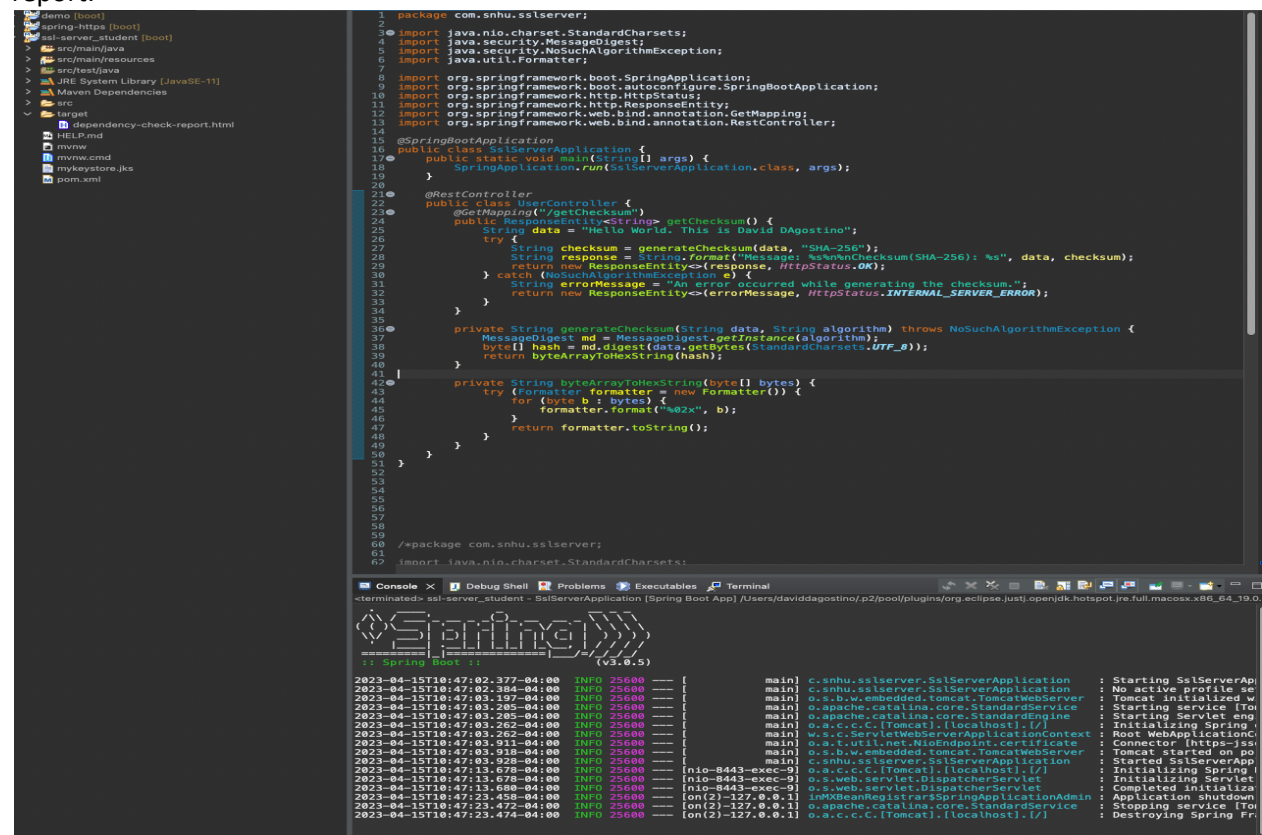 report.
demo [boot]
spring-https [boot]
ssl-server_student [boot]
src/main/java
src/main/resources
src/test/java
JRE System Library [JavaSE-11]
Maven Dependencies
src
target
dependency-check-report.html
HELP.md
mvnw
mvnw.cmd
mykeystore.jks
pom.xml
1 package com.snhu.sslserver;
2
3 import java.nio.charset.StandardCharsets;
4 import java.security.MessageDigest;
5 import java.security.NoSuchAlgorithmException;
6 import java.util.Formatter;
7
8 import org.springframework.boot.SpringApplication;
9 import org.springframework.boot.autoconfigure.SpringBootApplication;
10 import org.springframework.http.HttpStatus;
11 import org.springframework.http.ResponseEntity;
12 import org.springframework.web.bind.annotation.GetMapping;
13 import org.springframework.web.bind.annotation.RestController;
14
15 @SpringBootApplication
16 public class SslServerApplication {
17 public static void main(String[] args) {
18 SpringApplication.run(SslServerApplication.class, args);
19 }
20
21 @RestController
22 public class UserController {
23 @GetMapping("/getChecksum")
24 public ResponseEntity<String> getChecksum() {
25 String data = "Hello World. This is David DAgostino";
26 try {
27 String checksum = generateChecksum(data, "SHA-256");
28 String response = String.format("Message: %s%n%nChecksum(SHA-256): %s", data, checksum);
29 return new ResponseEntity<>(response, HttpStatus.OK);
30 } catch (NoSuchAlgorithmException e) {
31 String errorMessage = "An error occurred while generating the checksum.";
32 return new ResponseEntity<>(errorMessage, HttpStatus.INTERNAL_SERVER_ERROR);
33 }
34 }
35
36 private String generateChecksum(String data, String algorithm) throws NoSuchAlgorithmException {
37 MessageDigest md = MessageDigest.getInstance(algorithm);
38 byte[] hash = md.digest(data.getBytes(StandardCharsets.UTF_8));
39 return byteArrayToHexString(hash);
40 }
41
42 private String byteArrayToHexString(byte[] bytes) {
43 try (Formatter formatter = new Formatter()) {
44 for (byte b : bytes) {
45 formatter.format("%02x", b);
46 }
47 return formatter.toString();
48 }
49 }
50 }
51 }
52
53
54
55
56
57
58
59
60 /*package com.snhu.sslserver;
61
62 import java.nio.charset.StandardCharsets;
Console Debug Shell Problems Executables Terminal
<terminated> ssl-server_student - SslServerApplication [Spring Boot App] /Users/daviddagostino/.p2/pool/plugins/org.eclipse.justj.openjdk.hotspot.jre.full.macosx.x86_64_19.0.
:: Spring Boot :: (v3.0.5)
2023-04-15T10:47:02.377-04:00 INFO 25600 --- [ main] c.snhu.sslserver.SslServerApplication : Starting SslServerAp
2023-04-15T10:47:02.384-04:00 INFO 25600 --- [ main] c.snhu.sslserver.SslServerApplication : No active profile se
2023-04-15T10:47:03.197-04:00 INFO 25600 --- [ main] o.s.b.w.embedded.tomcat.TomcatWebServer : Tomcat initialized w
2023-04-15T10:47:03.205-04:00 INFO 25600 --- [ main] o.apache.catalina.core.StandardService : Starting service [To
2023-04-15T10:47:03.205-04:00 INFO 25600 --- [ main] o.apache.catalina.core.StandardEngine : Starting Servlet eng
2023-04-15T10:47:03.262-04:00 INFO 25600 --- [ main] o.a.c.c.C.[Tomcat].[localhost].[/] : Initializing Spring
2023-04-15T10:47:03.262-04:00 INFO 25600 --- [ main] w.s.c.ServletWebServerApplicationContext : Root WebApplicationC
2023-04-15T10:47:03.911-04:00 INFO 25600 --- [ main] o.a.t.util.net.NioEndpoint.certificate : Connector [https-jss
2023-04-15T10:47:03.918-04:00 INFO 25600 --- [ main] o.s.b.w.embedded.tomcat.TomcatWebServer : Tomcat started on po
2023-04-15T10:47:03.928-04:00 INFO 25600 --- [ main] c.snhu.sslserver.SslServerApplication : Started SslServerApp
2023-04-15T10:47:13.678-04:00 INFO 25600 --- [nio-8443-exec-9] o.a.c.c.C.[Tomcat].[localhost].[/] : Initializing Spring
2023-04-15T10:47:13.678-04:00 INFO 25600 --- [nio-8443-exec-9] o.s.web.servlet.DispatcherServlet : Initializing Servlet
2023-04-15T10:47:13.680-04:00 INFO 25600 --- [nio-8443-exec-9] o.s.web.servlet.DispatcherServlet : Completed initializa
2023-04-15T10:47:23.458-04:00 INFO 25600 --- [on(2)-127.0.0.1] inMXBeanRegistrar$SpringApplicationAdmin : Application shutdown
2023-04-15T10:47:23.472-04:00 INFO 25600 --- [on(2)-127.0.0.1] o.apache.catalina.core.StandardService : Stopping service [To
2023-04-15T10:47:23.474-04:00 INFO 25600 --- [on(2)-127.0.0.1] o.a.c.c.C.[Tomcat].[localhost].[/] : Destroying Spring Fr